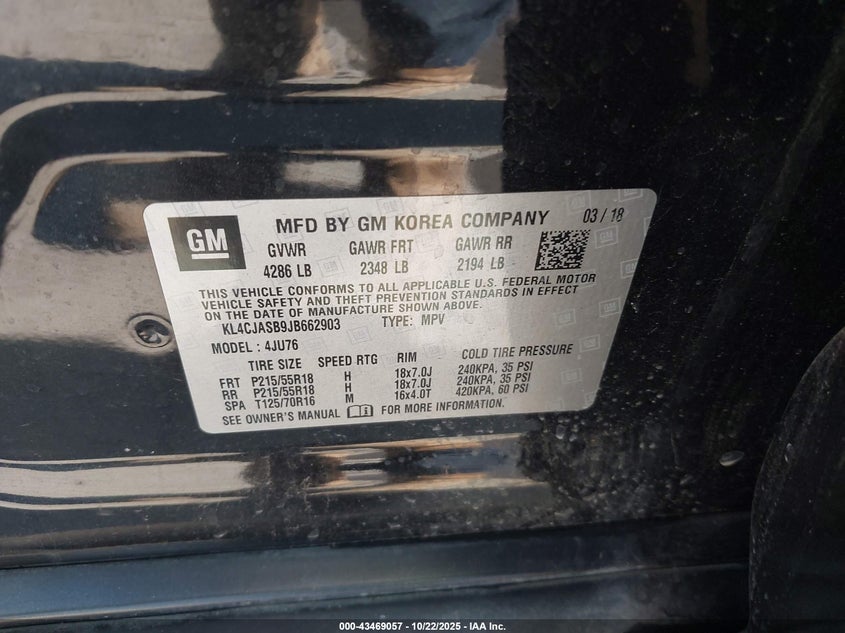 GM
MFD BY GM KOREA COMPANY 03 / 18
GVWR GAWR FRT GAWR RR
4286 LB 2348 LB 2194 LB
THIS VEHICLE CONFORMS TO ALL APPLICABLE U.S. FEDERAL MOTOR
VEHICLE SAFETY AND THEFT PREVENTION STANDARDS IN EFFECT
ON THE DATE OF MANUFACTURE SHOWN ABOVE.
KL4CJASB9JB662903 TYPE: MPV
MODEL : 4JU76
TIRE SIZE SPEED RTG RIM COLD TIRE PRESSURE
FRT P215/55R18 H 18x7.0J 240KPA, 35 PSI
RR P215/55R18 H 18x7.0J 240KPA, 35 PSI
SPA T125/70R16 M 16x4.0T 420KPA, 60 PSI
SEE OWNER'S MANUAL FOR MORE INFORMATION.
000-43469057 - 10/22/2025 - IAA Inc.